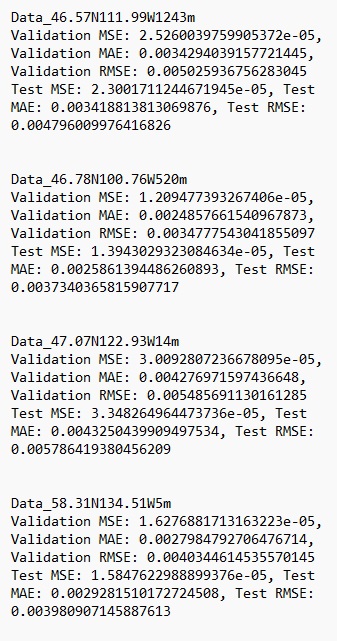 Data_46.57N111.99W1243m
Validation MSE: 2.5260039759905372e-05,
Validation MAE: 0.0034294039157721445,
Validation RMSE: 0.005025936756283045
Test MSE: 2.3001711244671945e-05, Test
MAE: 0.003418813813069876, Test RMSE:
0.004796009976416826
Data_46.78N100.76W520m
Validation MSE: 1.209477393267406e-05,
Validation MAE: 0.0024857661540967873,
Validation RMSE: 0.0034777543041855097
Test MSE: 1.3943029323084634e-05, Test
MAE: 0.0025861394486260893, Test RMSE:
0.0037340365815907717
Data_47.07N122.93W14m
Validation MSE: 3.0092807236678095e-05,
Validation MAE: 0.004276971597436648,
Validation RMSE: 0.005485691130161285
Test MSE: 3.348264964473736e-05, Test
MAE: 0.0043250439909497534, Test RMSE:
0.005786419380456209
Data_58.31N134.51W5m
Validation MSE: 1.6276881713163223e-05,
Validation MAE: 0.0027984792706476714,
Validation RMSE: 0.0040344614535570145
Test MSE: 1.5847622988899376e-05, Test
MAE: 0.0029281510172724508, Test RMSE:
0.003980907145887613